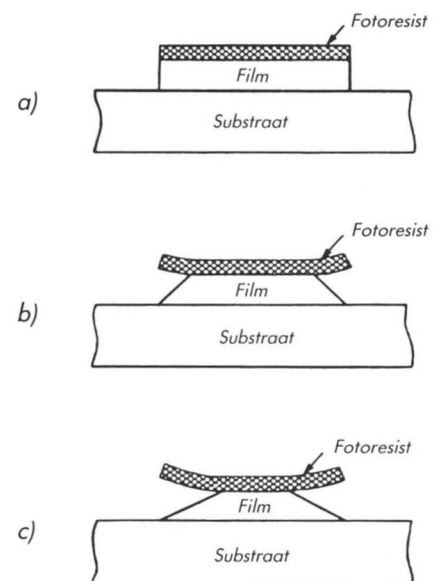 Fotoresist
Film
a)
Substraat
Fotoresist
Film
b)
Substraat
Fotoresist
Film
c)
Substraat